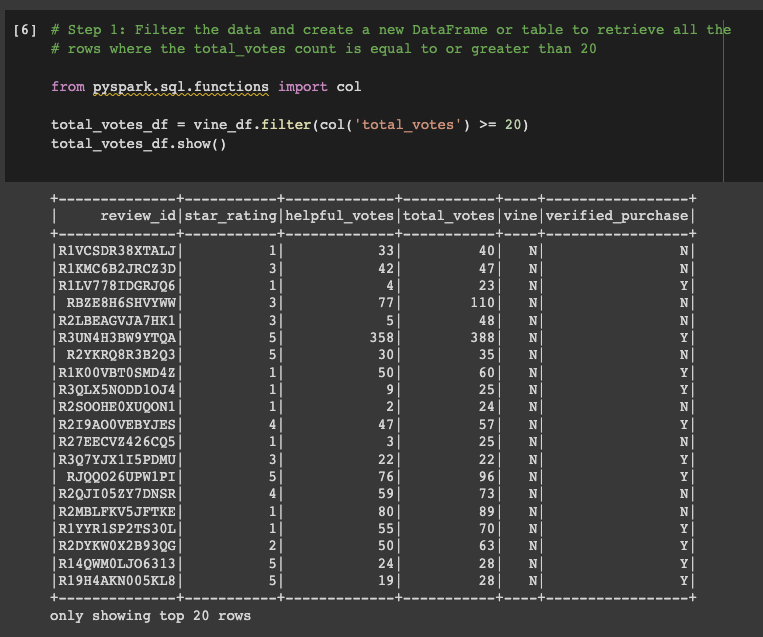 [6] # Step 1: Filter the data and create a new DataFrame or table to retrieve all the
# rows where the total_votes count is equal to or greater than 20
from pyspark.sql.functions import col
total_votes_df = vine_df.filter(col('total_votes') >= 20)
total_votes_df.show()
+--------------+-----------+-------------+-----------+----+-----------------+
|     review_id|star_rating|helpful_votes|total_votes|vine|verified_purchase|
+--------------+-----------+-------------+-----------+----+-----------------+
|R1VCSDR38XTALJ|          1|           33|         40|   N|                N|
|R1KMC6B2JRCZ3D|          3|           42|         47|   N|                N|
|R1LV778IDGRJQ6|          1|            4|         23|   N|                Y|
| RBZE8H6SHVYWW|          3|           77|        110|   N|                N|
|R2LBEAGVJA7HK1|          3|            5|         48|   N|                N|
|R3UN4H3BW9YTQA|          5|          358|        388|   N|                Y|
| R2YKRQ8R3B2Q3|          5|           30|         35|   N|                N|
|R1K00VBT0SMD4Z|          1|           50|         60|   N|                Y|
|R3QLX5NODD1OJ4|          1|            9|         25|   N|                Y|
|R2SOOHE0XUQON1|          1|            2|         24|   N|                N|
|R2I9AO0VEBYJES|          4|           47|         57|   N|                Y|
|R27EECVZ426CQ5|          1|            3|         25|   N|                N|
|R3Q7YJX1I5PDMU|          3|           22|         22|   N|                Y|
| RJQQO26UPW1PI|          5|           76|         96|   N|                Y|
|R2QJI05ZY7DNSR|          4|           59|         73|   N|                N|
|R2MBLFKV5JFTKE|          1|           80|         89|   N|                N|
|R1YYR1SP2TS30L|          1|           55|         70|   N|                Y|
|R2DYKW0X2B93QG|          2|           50|         63|   N|                Y|
|R14QWM0LJO6313|          5|           24|         28|   N|                Y|
|R19H4AKN005KL8|          5|           19|         28|   N|                Y|
+--------------+-----------+-------------+-----------+----+-----------------+
only showing top 20 rows